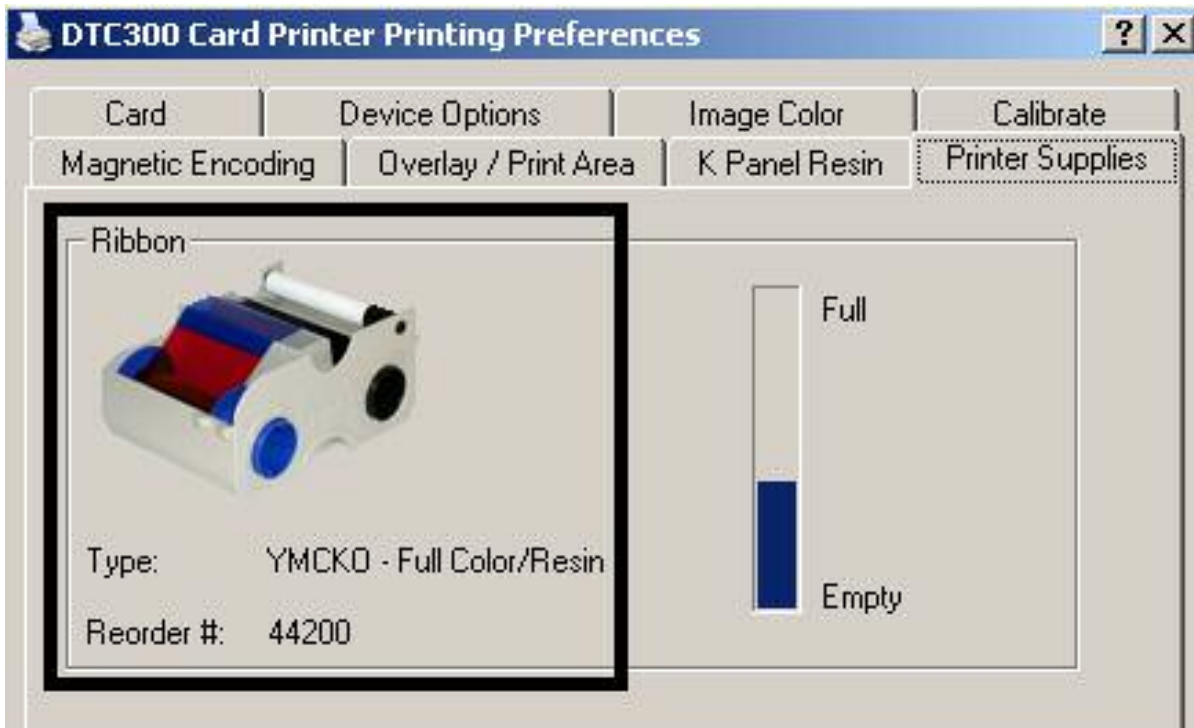 DTC300 Card Printer Printing Preferences
Card Device Options Image Color Calibrate
Magnetic Encoding Overlay / Print Area K Panel Resin Printer Supplies
Ribbon
Full
Type: YMCKO - Full Color/Resin
Empty
Reorder #: 44200